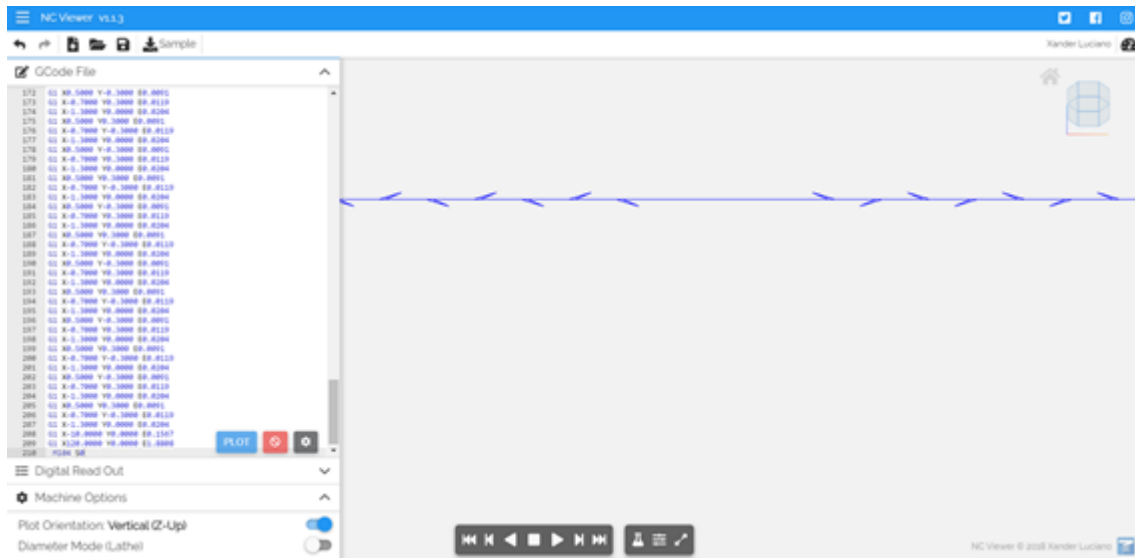 NC Viewer v1.1.3
Sample
Xander Luciano
GCode File
172 G1 X0.5000 Y-0.3000 E0.0091
173 G1 X-0.7000 Y0.3000 E0.0119
174 G1 X-1.3000 Y0.0000 E0.0204
175 G1 X0.5000 Y0.3000 E0.0091
176 G1 X-0.7000 Y-0.3000 E0.0119
177 G1 X-1.3000 Y0.0000 E0.0204
178 G1 X0.5000 Y-0.3000 E0.0091
179 G1 X-0.7000 Y0.3000 E0.0119
180 G1 X-1.3000 Y0.0000 E0.0204
181 G1 X0.5000 Y0.3000 E0.0091
182 G1 X-0.7000 Y-0.3000 E0.0119
183 G1 X-1.3000 Y0.0000 E0.0204
184 G1 X0.5000 Y-0.3000 E0.0091
185 G1 X-0.7000 Y0.3000 E0.0119
186 G1 X-1.3000 Y0.0000 E0.0204
187 G1 X0.5000 Y0.3000 E0.0091
188 G1 X-0.7000 Y-0.3000 E0.0119
189 G1 X-1.3000 Y0.0000 E0.0204
190 G1 X0.5000 Y-0.3000 E0.0091
191 G1 X-0.7000 Y0.3000 E0.0119
192 G1 X-1.3000 Y0.0000 E0.0204
193 G1 X0.5000 Y0.3000 E0.0091
194 G1 X-0.7000 Y-0.3000 E0.0119
195 G1 X-1.3000 Y0.0000 E0.0204
196 G1 X0.5000 Y-0.3000 E0.0091
197 G1 X-0.7000 Y0.3000 E0.0119
198 G1 X-1.3000 Y0.0000 E0.0204
199 G1 X0.5000 Y0.3000 E0.0091
200 G1 X-0.7000 Y-0.3000 E0.0119
201 G1 X-1.3000 Y0.0000 E0.0204
202 G1 X0.5000 Y-0.3000 E0.0091
203 G1 X-0.7000 Y0.3000 E0.0119
204 G1 X-1.3000 Y0.0000 E0.0204
205 G1 X0.5000 Y0.3000 E0.0091
206 G1 X-0.7000 Y-0.3000 E0.0119
207 G1 X-1.3000 Y0.0000 E0.0204
208 G1 X-10.0000 Y0.0000 E0.1567
209 G1 X120.0000 Y0.0000 E1.8808
210 M104 S0
PLOT
Digital Read Out
Machine Options
Plot Orientation: Vertical (Z-Up)
Diameter Mode (Lathe)
NC Viewer © 2018 Xander Luciano